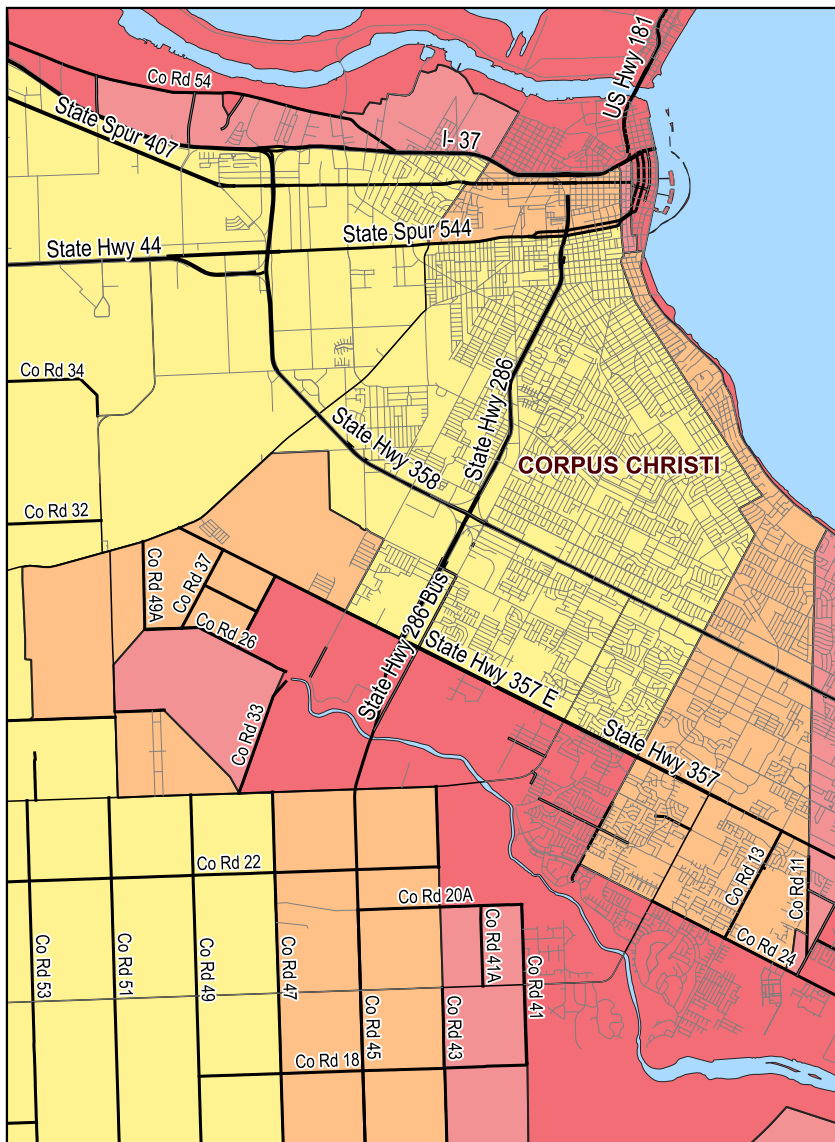 US Hwy 181
Co Rd 54
State Spur 407
I- 37
State Spur 544
State Hwy 44
Co Rd 34
State Hwy 286
State Hwy 358
CORPUS CHRISTI
Co Rd 32
Co Rd 49A
Co Rd 37
Co Rd 26
State Hwy 286 Bus
State Hwy 357 E
Co Rd 33
State Hwy 357
Co Rd 22
Co Rd 13
Co Rd 11
Co Rd 20A
Co Rd 24
Co Rd 53
Co Rd 51
Co Rd 49
Co Rd 47
Co Rd 45
Co Rd 43
Co Rd 41A
Co Rd 41
Co Rd 18